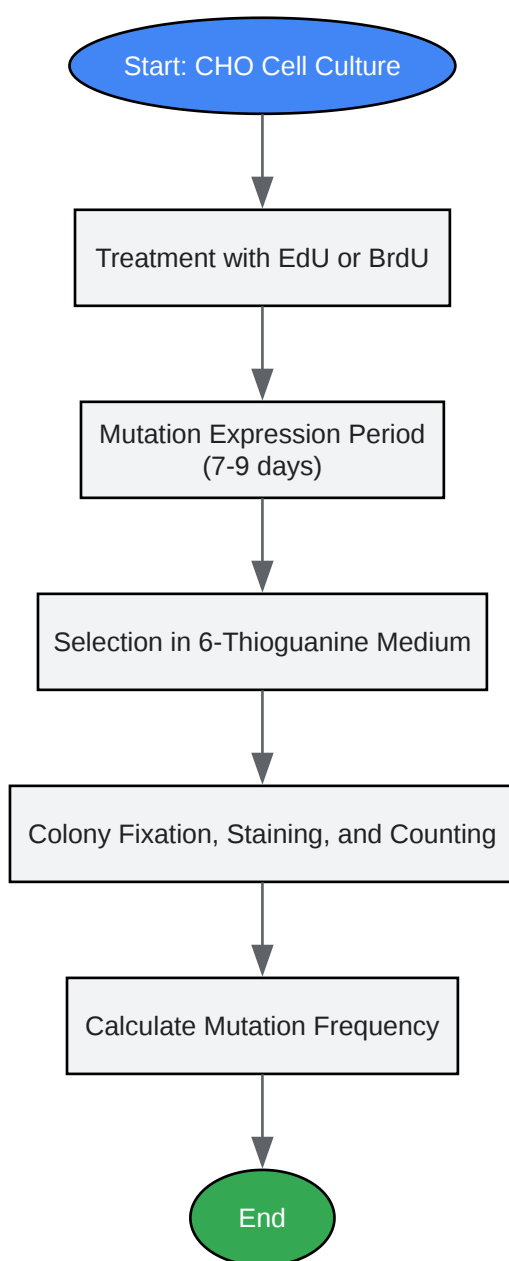 Start: CHO Cell Culture
Treatment with EdU or BrdU
Mutation Expression Period
(7-9 days)
Selection in 6-Thioguanine Medium
Colony Fixation, Staining, and Counting
Calculate Mutation Frequency
End